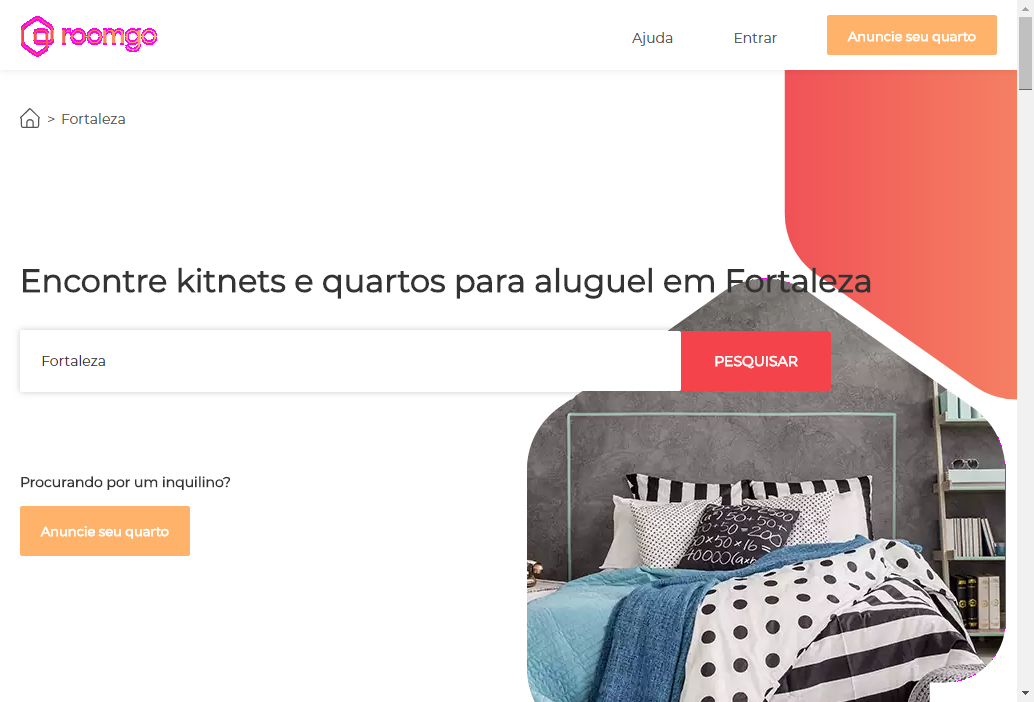 roomgo
Ajuda
Entrar
Anuncie seu quarto
> Fortaleza
Encontre kitnets e quartos para aluguel em Fortaleza
Fortaleza
PESQUISAR
Procurando por um inquilino?
Anuncie seu quarto